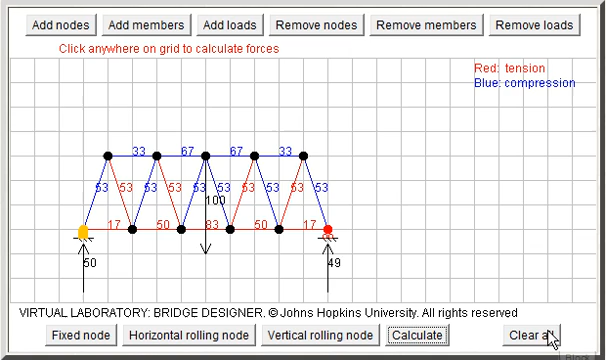 Add nodes Add members Add loads Remove nodes Remove members Remove loads
Click anywhere on grid to calculate forces
Red: tension
Blue: compression
33 67 67 33
53 53 53 53 53 53 53 53 53 53
100
17 50 83 50 17
50 49
VIRTUAL LABORATORY: BRIDGE DESIGNER. © Johns Hopkins University. All rights reserved
Fixed node Horizontal rolling node Vertical rolling node Calculate Clear all
Block